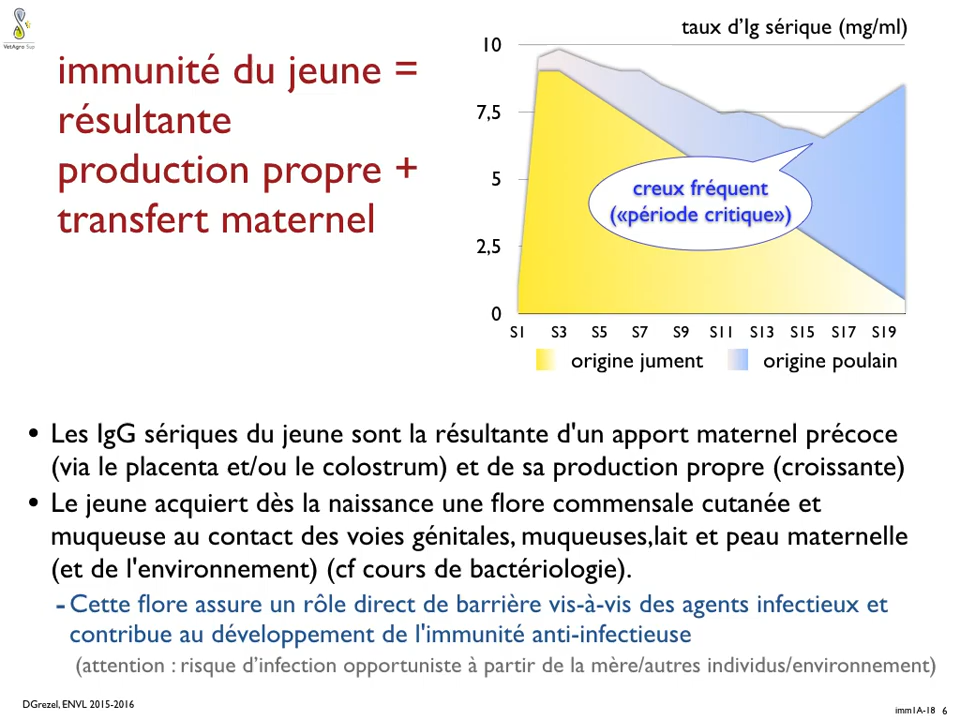 VetAgro Sup
immunité du jeune =
résultante
production propre +
transfert maternel
taux d’Ig sérique (mg/ml)
10
7,5
5
2,5
0
creux fréquent
(«période critique»)
S1 S3 S5 S7 S9 S11 S13 S15 S17 S19
origine jument origine poulain
• Les IgG sériques du jeune sont la résultante d'un apport maternel précoce
(via le placenta et/ou le colostrum) et de sa production propre (croissante)
• Le jeune acquiert dès la naissance une flore commensale cutanée et
muqueuse au contact des voies génitales, muqueuses,lait et peau maternelle
(et de l'environnement) (cf cours de bactériologie).
- Cette flore assure un rôle direct de barrière vis-à-vis des agents infectieux et
contribue au développement de l'immunité anti-infectieuse
(attention : risque d’infection opportuniste à partir de la mère/autres individus/environnement)
DGrezel, ENVL 2015-2016
imm1A-18 6